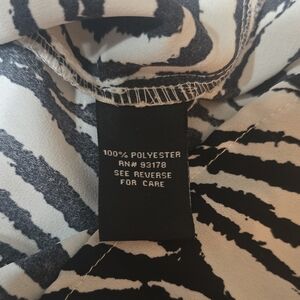 100% POLYESTER
RN# 93178
SEE REVERSE
FOR CARE